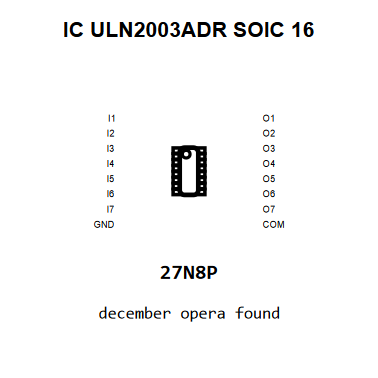 IC ULN2003ADR SOIC 16
I1 O1
I2 O2
I3 O3
I4 O4
I5 O5
I6 O6
I7 O7
GND COM
27N8P
december opera found